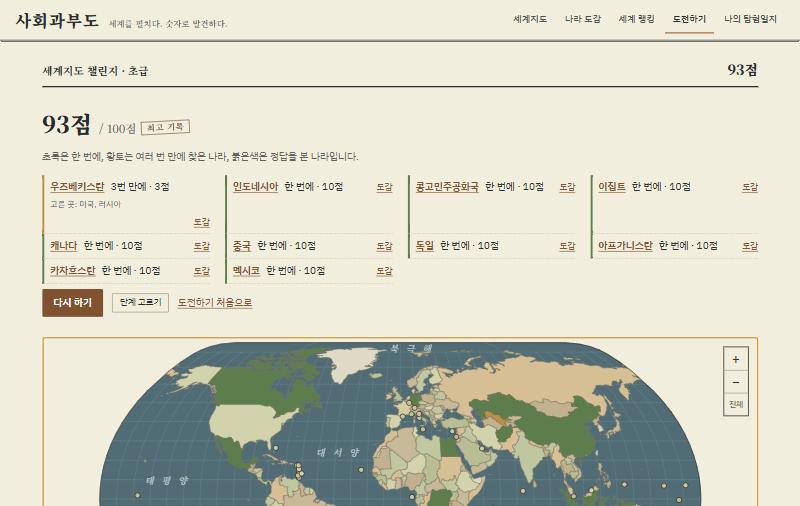 사회과부도 세계를 펼치다. 숫자로 발견하다.
세계지도 나라 도감 세계 랭킹 도전하기 나의 탐험일지
세계지도 챌린지 · 초급 93점
93점 / 100점 최고 기록
초록은 한 번에, 황토는 여러 번 만에 찾은 나라, 붉은색은 정답을 본 나라입니다.
우즈베키스탄 3번 만에 · 3점
고른 곳: 미국, 러시아
도감
인도네시아 한 번에 · 10점 도감
콩고민주공화국 한 번에 · 10점 도감
이집트 한 번에 · 10점 도감
캐나다 한 번에 · 10점 도감
중국 한 번에 · 10점 도감
독일 한 번에 · 10점 도감
아프가니스탄 한 번에 · 10점 도감
카자흐스탄 한 번에 · 10점 도감
멕시코 한 번에 · 10점 도감
다시 하기 단계 고르기 도전하기 처음으로
북극해
+
−
전체
대서양
태평양